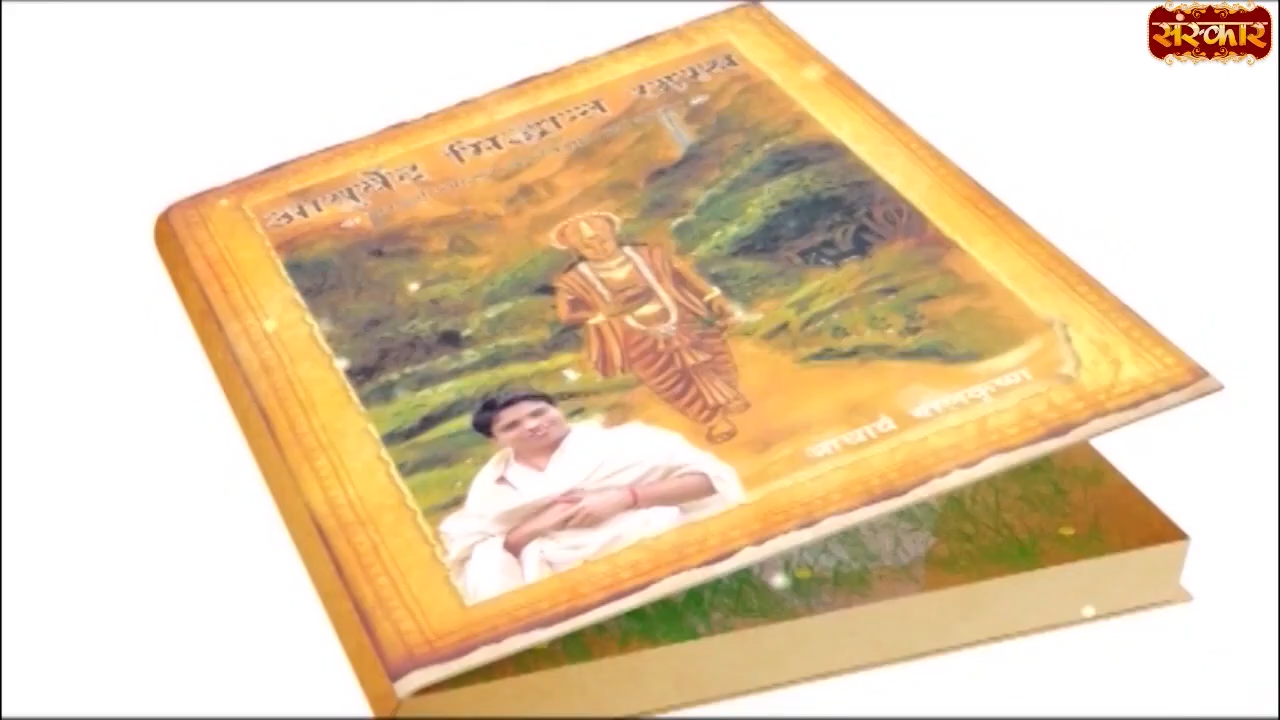 संस्कार
आयुर्वेद सिद्धान्त रहस्य
आचार्य बालकृष्ण